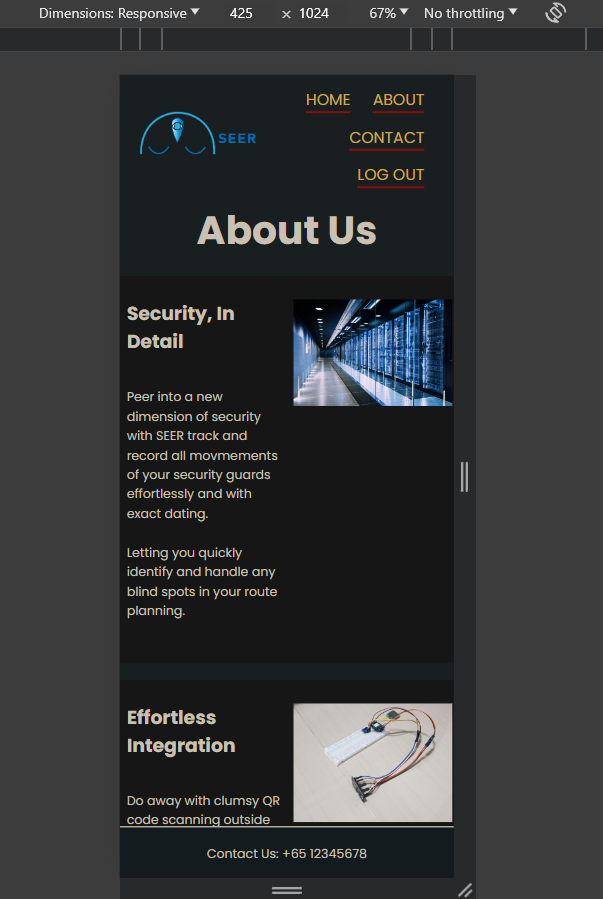 Dimensions: Responsive 425 × 1024 67% No throttling
HOME ABOUT
SEER
CONTACT
LOG OUT
About Us
Security, In
Detail
Peer into a new
dimension of security
with SEER track and
record all movmements
of your security guards
effortlessly and with
exact dating.
Letting you quickly
identify and handle any
blind spots in your route
planning.
Effortless
Integration
Do away with clumsy QR
code scanning outside
Contact Us: +65 12345678